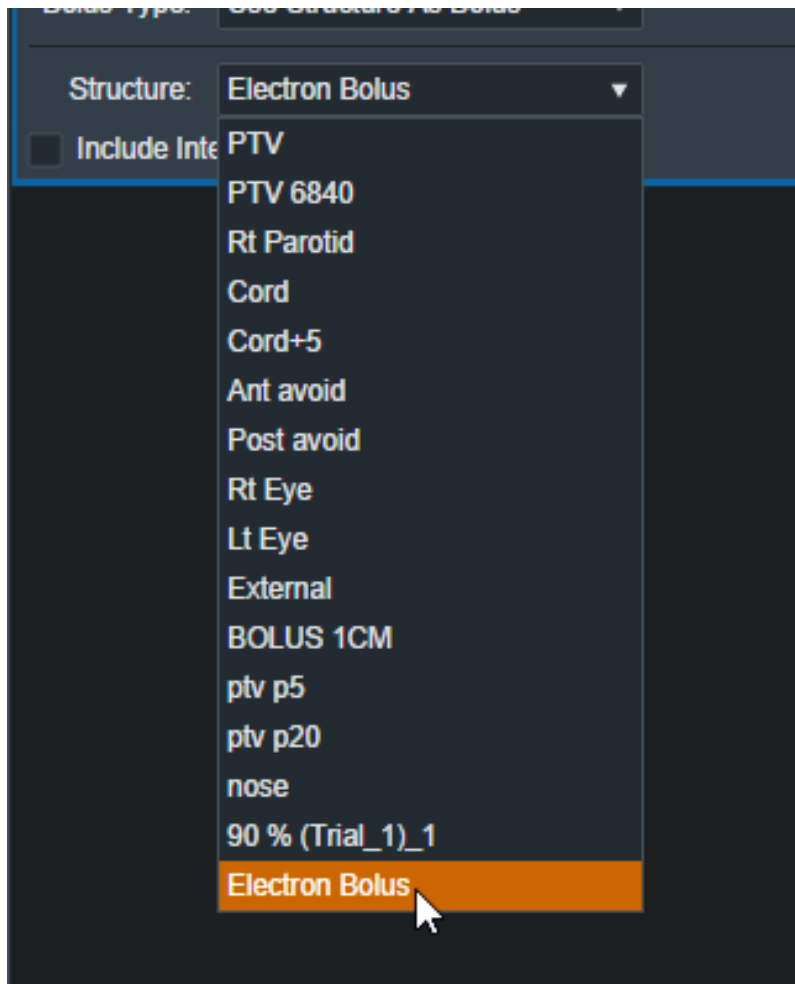 Structure: Electron Bolus
Include Inte
PTV
PTV 6840
Rt Parotid
Cord
Cord+5
Ant avoid
Post avoid
Rt Eye
Lt Eye
External
BOLUS 1CM
ptv p5
ptv p20
nose
90 % (Trial_1)_1
Electron Bolus